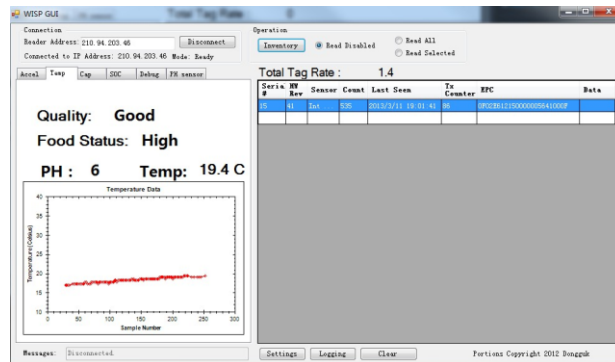 WISP GUI
Total Tag Rate 0
Connection
Reader Address: 210.94.203.46 Disconnect
Connected to IP Address: 210.94.203.46 Mode: Ready
Operation
Inventory Read Disabled Read All
Read Selected
Accel Temp Cap SOC Debug PH sensor
Quality: Good
Food Status: High
PH : 6 Temp: 19.4 C
Temperature Data
Temperature(Celsius)
40
35
30
25
20
15
10
0 50 100 150 200 250 300
Sample Number
Total Tag Rate : 1.4
Serial # HW Rev Sensor Count Last Seen Tx Counter EPC Data
15 41 Int 535 2013/3/11 19:01:41 86
Messages: Disconnected.
Settings Logging Clear Portions Copyright 2012 Dongguk